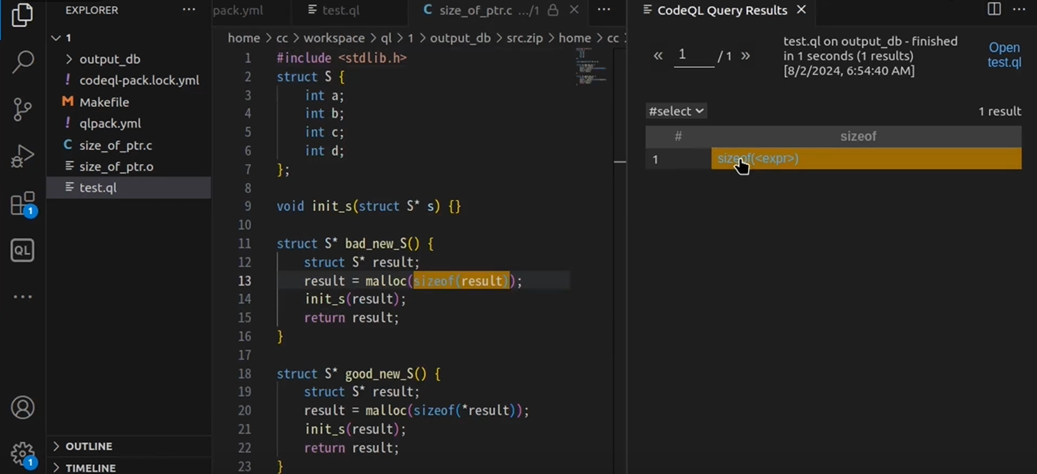 EXPLORER
1
output_db
codeql-pack.lock.yml
Makefile
qlpack.yml
size_of_ptr.c
size_of_ptr.o
test.ql
OUTLINE
TIMELINE
1
QL
1
pack.yml test.ql size_of_ptr.c .../1
home > cc > workspace > ql > 1 > output_db > src.zip > home > cc
1 #include <stdlib.h>
2 struct S {
3 int a;
4 int b;
5 int c;
6 int d;
7 };
8
9 void init_s(struct S* s) {}
10
11 struct S* bad_new_S() {
12 struct S* result;
13 result = malloc(sizeof(result));
14 init_s(result);
15 return result;
16 }
17
18 struct S* good_new_S() {
19 struct S* result;
20 result = malloc(sizeof(*result));
21 init_s(result);
22 return result;
23 }
CodeQL Query Results
« 1 / 1 »
test.ql on output_db - finished
in 1 seconds (1 results)
[8/2/2024, 6:54:40 AM]
Open
test.ql
#select 1 result
# sizeof
1 sizeof(<expr>)